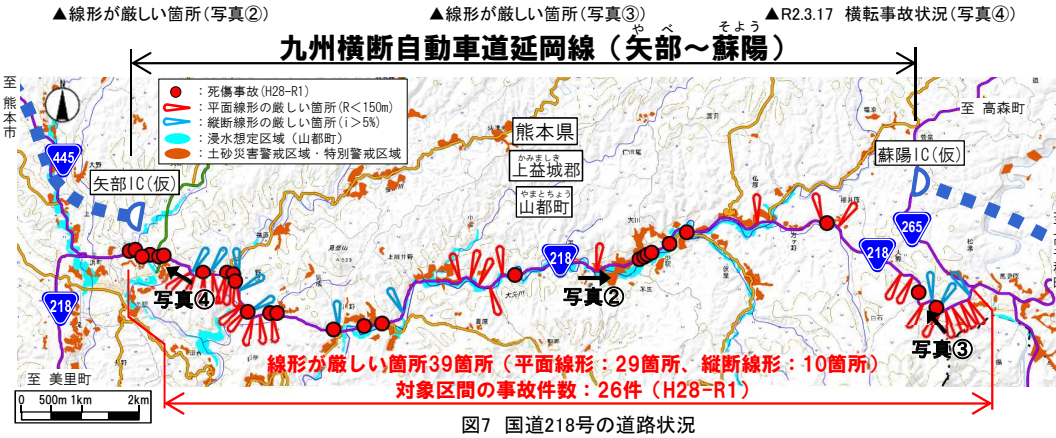 ▲線形が厳しい箇所(写真②)
▲線形が厳しい箇所(写真③)
▲R2.3.17 横転事故状況(写真④)
やべ
そよう
九州横断自動車道延岡線（矢部～蘇陽）
至 熊本市
N
：死傷事故(H28-R1)
：平面線形の厳しい箇所(R<150m)
：縦断線形の厳しい箇所(i>5%)
：浸水想定区域（山都町）
：土砂災害警戒区域・特別警戒区域
熊本県
かみましき
上益城郡
やまとちょう
山都町
至 高森町
445
矢部IC(仮)
蘇陽IC(仮)
265
218
218
218
大川
写真④
写真②
写真③
線形が厳しい箇所39箇所（平面線形：29箇所、縦断線形：10箇所）
対象区間の事故件数：26件（H28-R1）
至 美里町
0 500m 1km 2km
図7 国道218号の道路状況